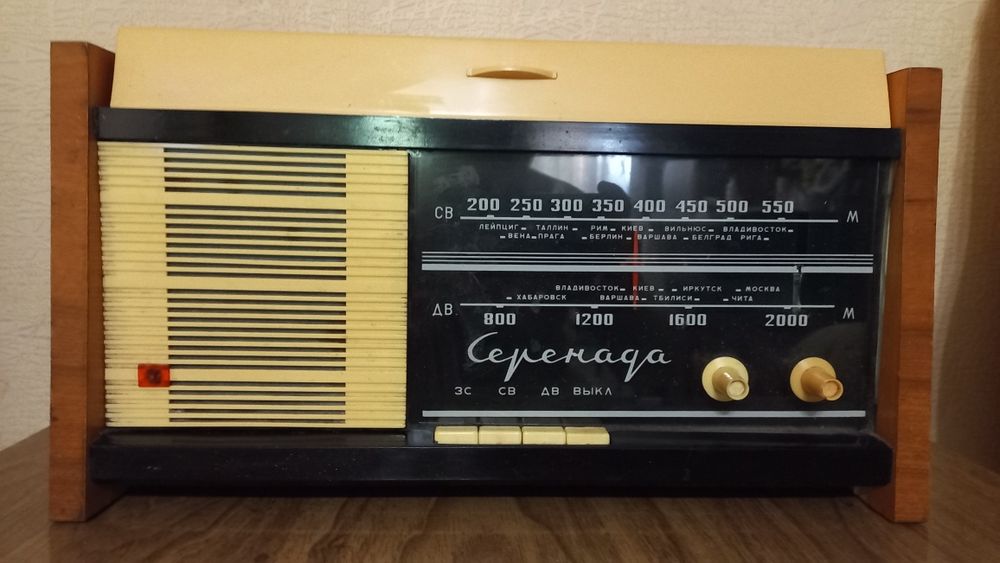 СВ 200 250 300 350 400 450 500 550 М
ЛЕЙПЦИГ ТАЛЛИН РИМ КИЕВ ВИЛЬНЮС ВЛАДИВОСТОК
ВЕНА ПРАГА БЕРЛИН ВАРШАВА БЕЛГРАД РИГА
ВЛАДИВОСТОК КИЕВ ИРКУТСК МОСКВА
ХАБАРОВСК ВАРШАВА ТБИЛИСИ ЧИТА
ДВ 800 1200 1600 2000 М
Серенада
ЗС СВ ДВ ВЫКЛ